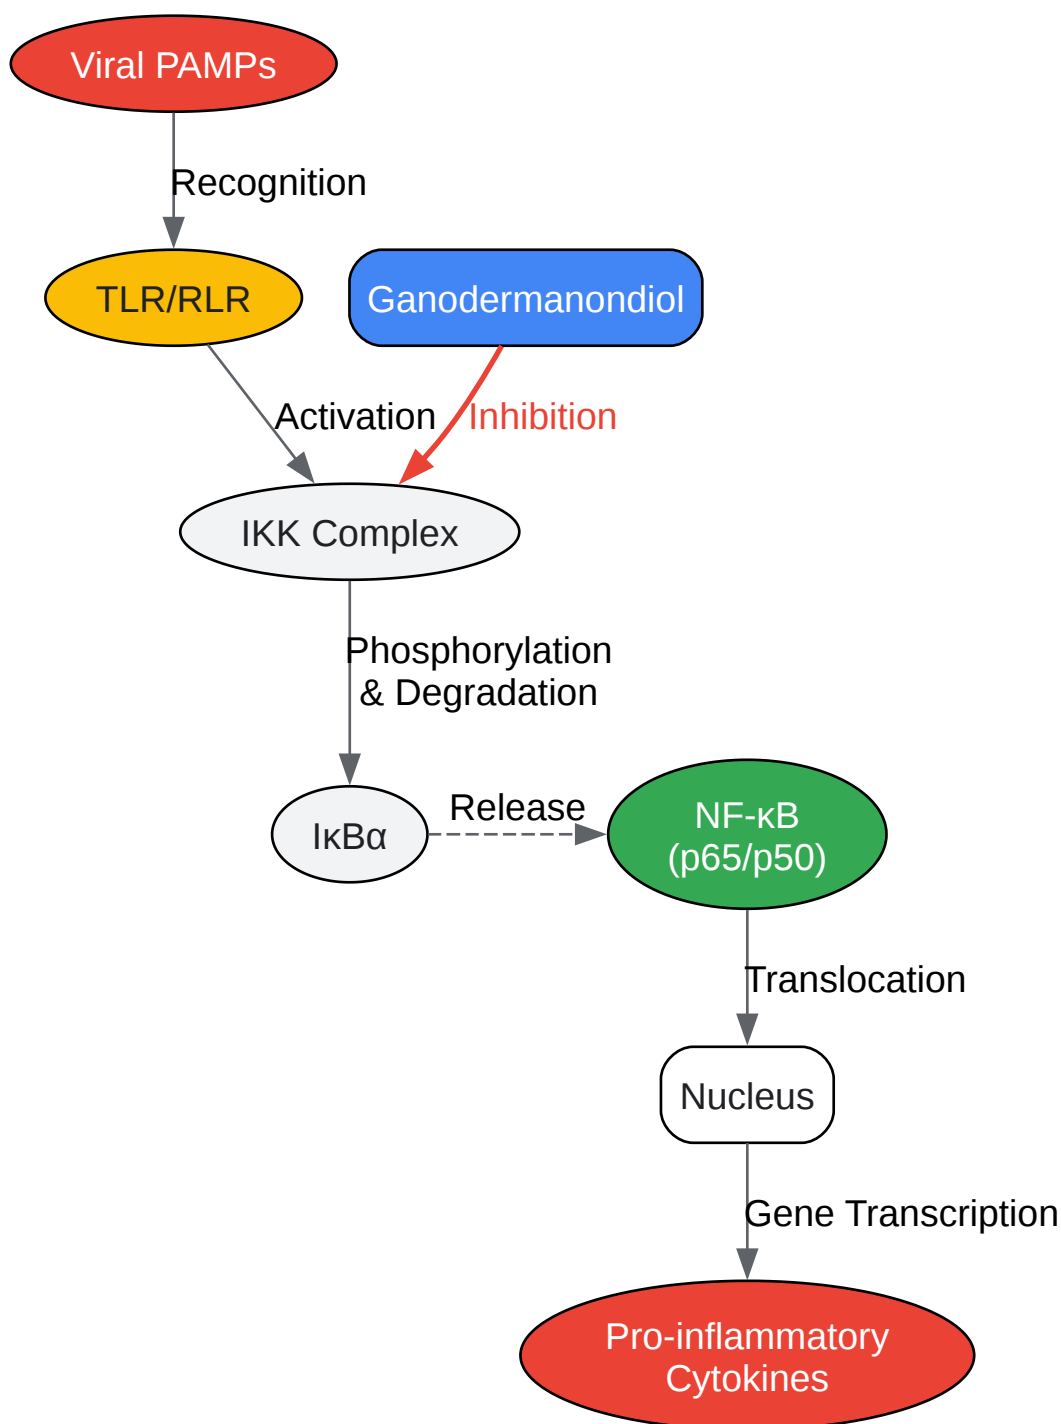 Viral PAMPs
Recognition
TLR/RLR
Ganodermanondiol
Activation
Inhibition
IKK Complex
Phosphorylation
& Degradation
IκBα
Release
NF-κB
(p65/p50)
Translocation
Nucleus
Gene Transcription
Pro-inflammatory
Cytokines